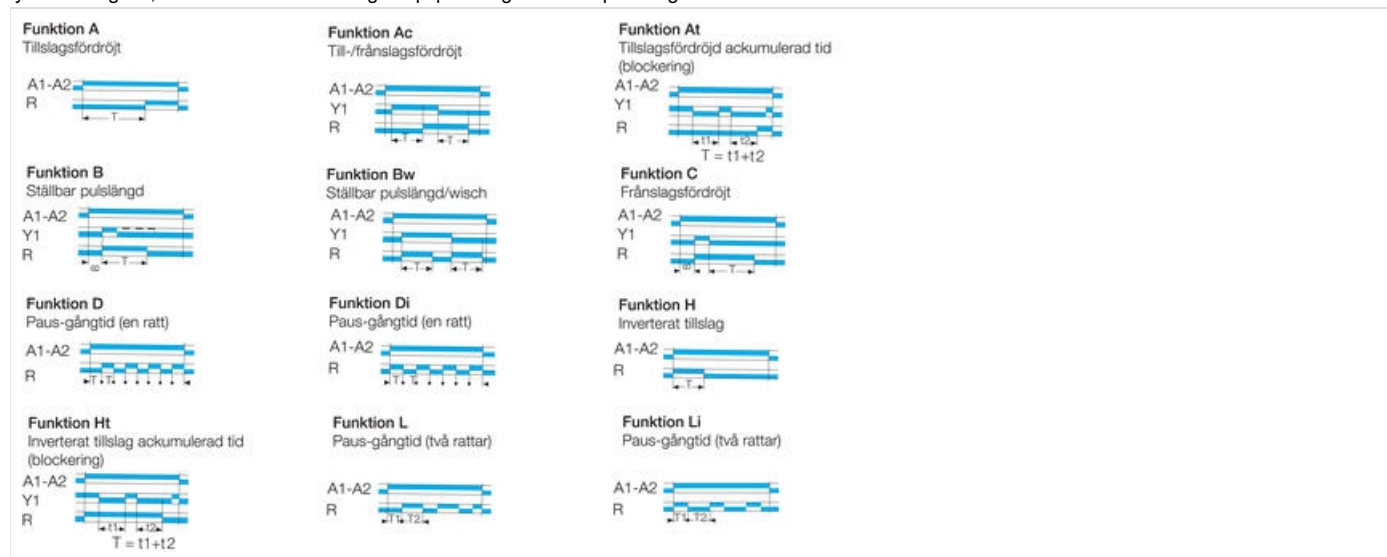 Funktion A
Tillslagsfördröjt
A1-A2
R
T
Funktion Ac
Till-/frånslagsfördröjt
A1-A2
Y1
R
T T
Funktion At
Tillslagsfördröjd ackumulerad tid
(blockering)
A1-A2
Y1
R
t1 t2
T = t1+t2
Funktion B
Ställbar pulslängd
A1-A2
Y1
R
∞ T
Funktion Bw
Ställbar pulslängd/wisch
A1-A2
Y1
R
T T
Funktion C
Frånslagsfördröjt
A1-A2
Y1
R
∞ T
Funktion D
Paus-gångtid (en ratt)
A1-A2
R
T T
Funktion Di
Paus-gångtid (en ratt)
A1-A2
R
T T
Funktion H
Inverterat tillslag
A1-A2
R
T
Funktion Ht
Inverterat tillslag ackumulerad tid
(blockering)
A1-A2
Y1
R
t1 t2
T = t1+t2
Funktion L
Paus-gångtid (två rattar)
A1-A2
R
T1 T2
Funktion Li
Paus-gångtid (två rattar)
A1-A2
R
T1 T2